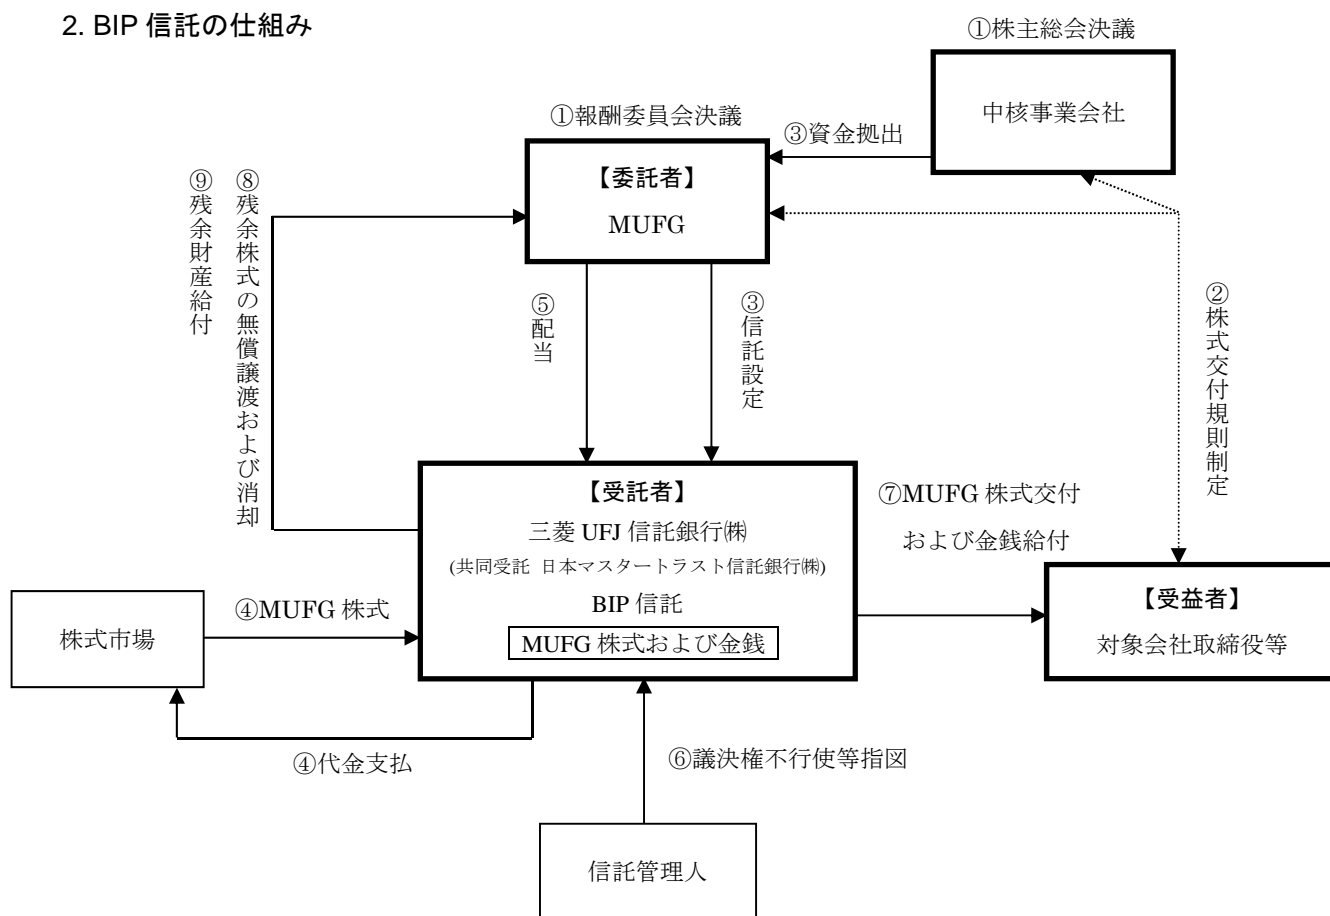 2. BIP 信託の仕組み
①株主総会決議
中核事業会社
①報酬委員会決議
③資金拠出
【委託者】
MUFG
⑨残余財産給付
⑧残余株式の無償譲渡および消却
⑤配当
③信託設定
②株式交付規則制定
【受託者】
三菱 UFJ 信託銀行㈱
(共同受託 日本マスタートラスト信託銀行㈱)
BIP 信託
MUFG 株式および金銭
⑦MUFG 株式交付
および金銭給付
【受益者】
対象会社取締役等
④MUFG 株式
株式市場
④代金支払
⑥議決権不行使等指図
信託管理人